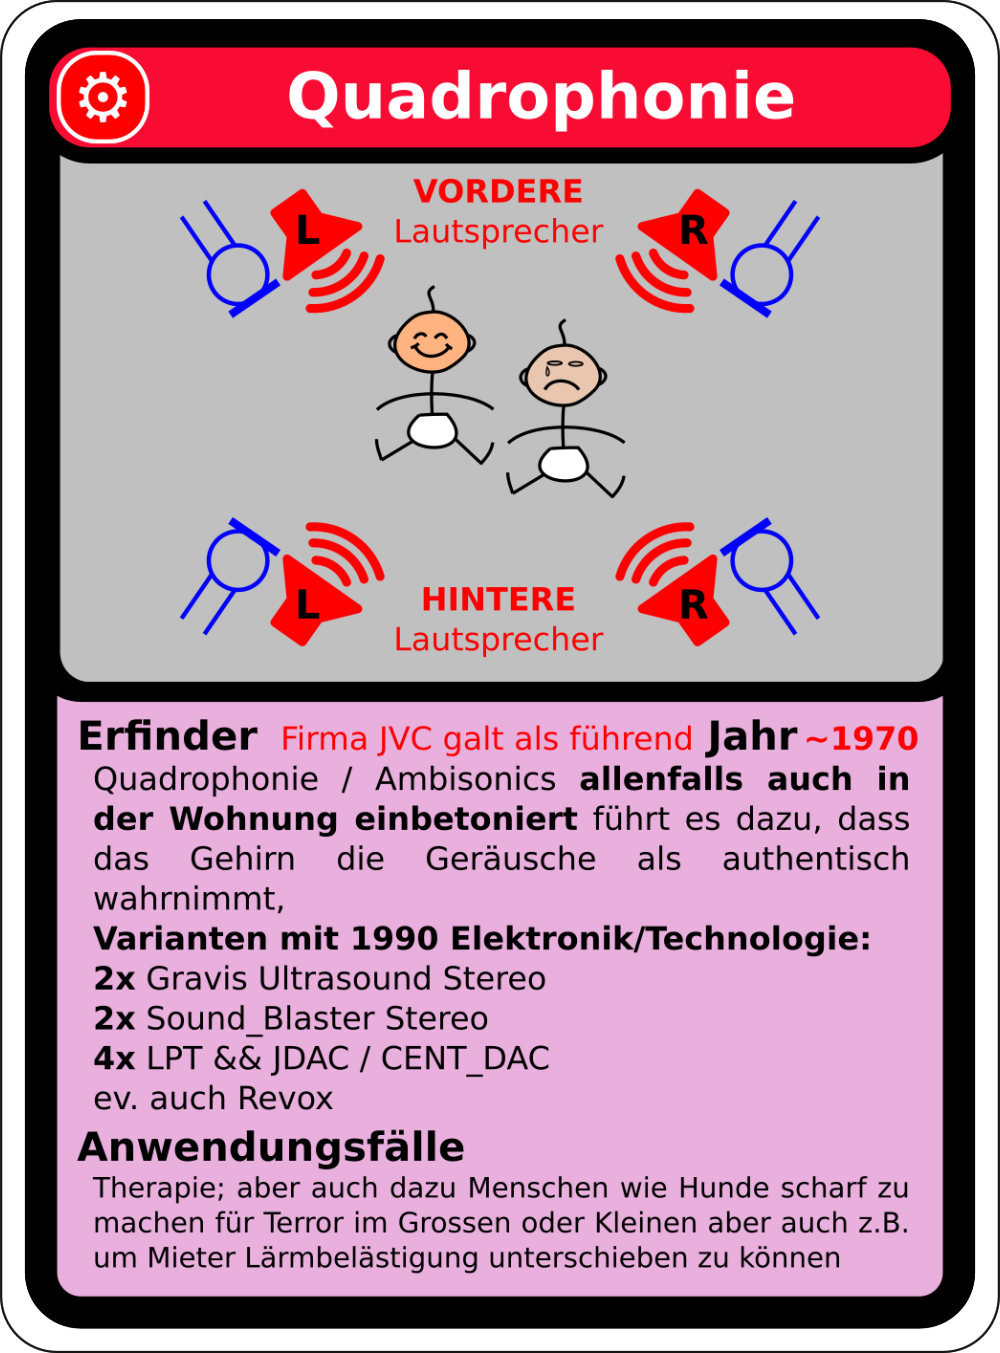 Quadrophonie
VORDERE
Lautsprecher
L
R
L
R
HINTERE
Lautsprecher
Erfinder Firma JVC galt als führend Jahr ~1970
Quadrophonie / Ambisonics allenfalls auch in
der Wohnung einbetoniert führt es dazu, dass
das Gehirn die Geräusche als authentisch
wahrnimmt,
Varianten mit 1990 Elektronik/Technologie:
2x Gravis Ultrasound Stereo
2x Sound_Blaster Stereo
4x LPT && JDAC / CENT_DAC
ev. auch Revox
Anwendungsfälle
Therapie; aber auch dazu Menschen wie Hunde scharf zu
machen für Terror im Grossen oder Kleinen aber auch z.B.
um Mieter Lärmbelästigung unterschieben zu können